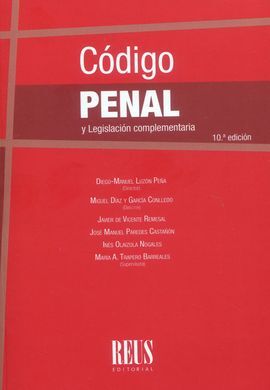 Código
PENAL
y Legislación complementaria
10.ª edición
DIEGO-MANUEL LUZÓN PEÑA
(Director)
MIGUEL DÍAZ Y GARCÍA CONLLEDO
(Director)
JAVIER DE VICENTE REMESAL
JOSÉ MANUEL PAREDES CASTAÑÓN
INÉS OLAIZOLA NOGALES
MARÍA A. TRAPERO BARREALES
(Supervisora)
REUS
EDITORIAL